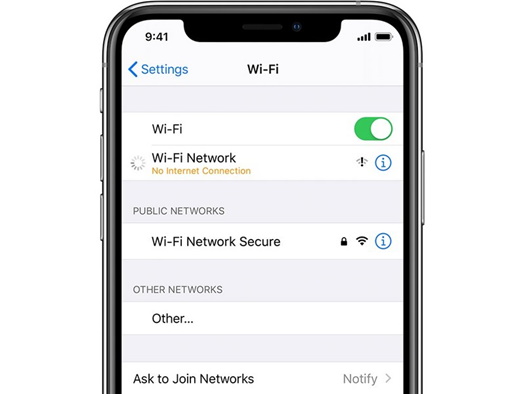 9:41
Settings
Wi-Fi
Wi-Fi
Wi-Fi Network
No Internet Connection
PUBLIC NETWORKS
Wi-Fi Network Secure
OTHER NETWORKS
Other...
Ask to Join Networks
Notify